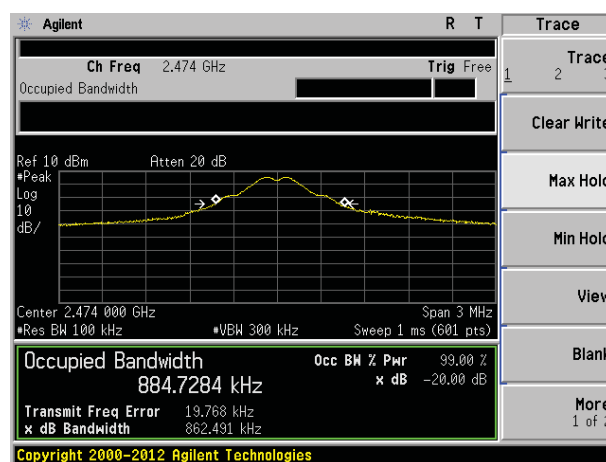 Agilent R T Trace
Ch Freq 2.474 GHz Trig Free
Occupied Bandwidth
Trace
1 2
Clear Write
Max Hold
Min Hold
View
Blank
More
1 of 2
Ref 10 dBm Atten 20 dB
#Peak
Log
10
dB/
Center 2.474 000 GHz Span 3 MHz
#Res BW 100 kHz #VBW 300 kHz Sweep 1 ms (601 pts)
Occupied Bandwidth Occ BW % Pwr 99.00 %
884.7284 kHz x dB -20.00 dB
Transmit Freq Error 19.768 kHz
x dB Bandwidth 862.491 kHz
Copyright 2000-2012 Agilent Technologies